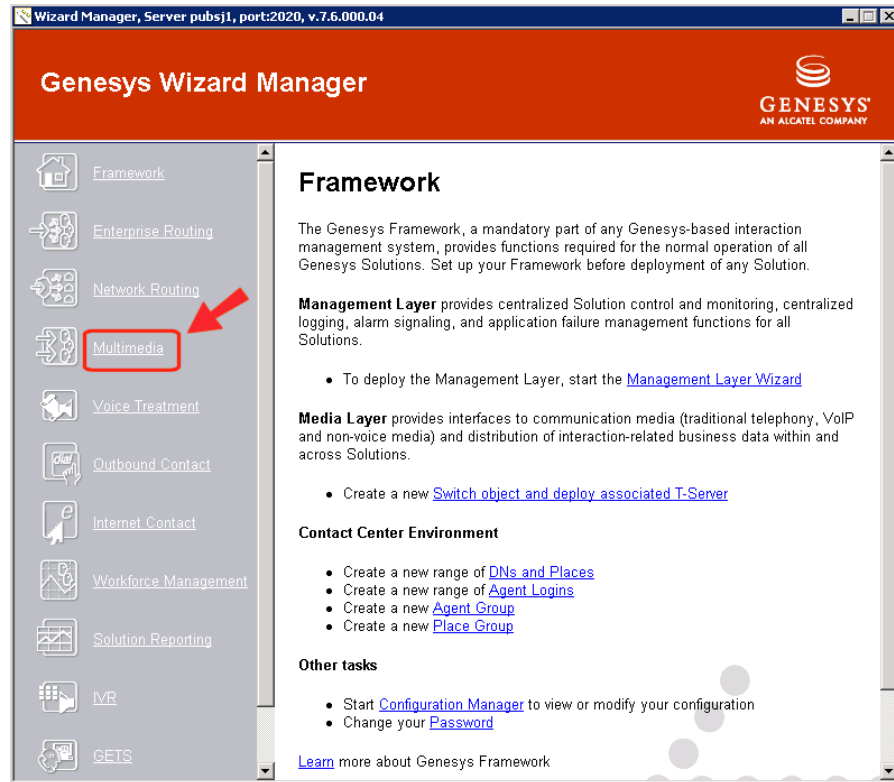 Wizard Manager, Server pubsj1, port:2020, v.7.6.000.04
Genesys Wizard Manager
GENESYS
AN ALCATEL COMPANY
Framework
Enterprise Routing
Network Routing
Multimedia
Voice Treatment
dial
Outbound Contact
e
Internet Contact
Workforce Management
Solution Reporting
IVR
GETS
Framework
The Genesys Framework, a mandatory part of any Genesys-based interaction
management system, provides functions required for the normal operation of all
Genesys Solutions. Set up your Framework before deployment of any Solution.
Management Layer provides centralized Solution control and monitoring, centralized
logging, alarm signaling, and application failure management functions for all
Solutions.
• To deploy the Management Layer, start the Management Layer Wizard
Media Layer provides interfaces to communication media (traditional telephony, VoIP
and non-voice media) and distribution of interaction-related business data within and
across Solutions.
• Create a new Switch object and deploy associated T-Server
Contact Center Environment
• Create a new range of DNs and Places
• Create a new range of Agent Logins
• Create a new Agent Group
• Create a new Place Group
Other tasks
• Start Configuration Manager to view or modify your configuration
• Change your Password
Learn more about Genesys Framework